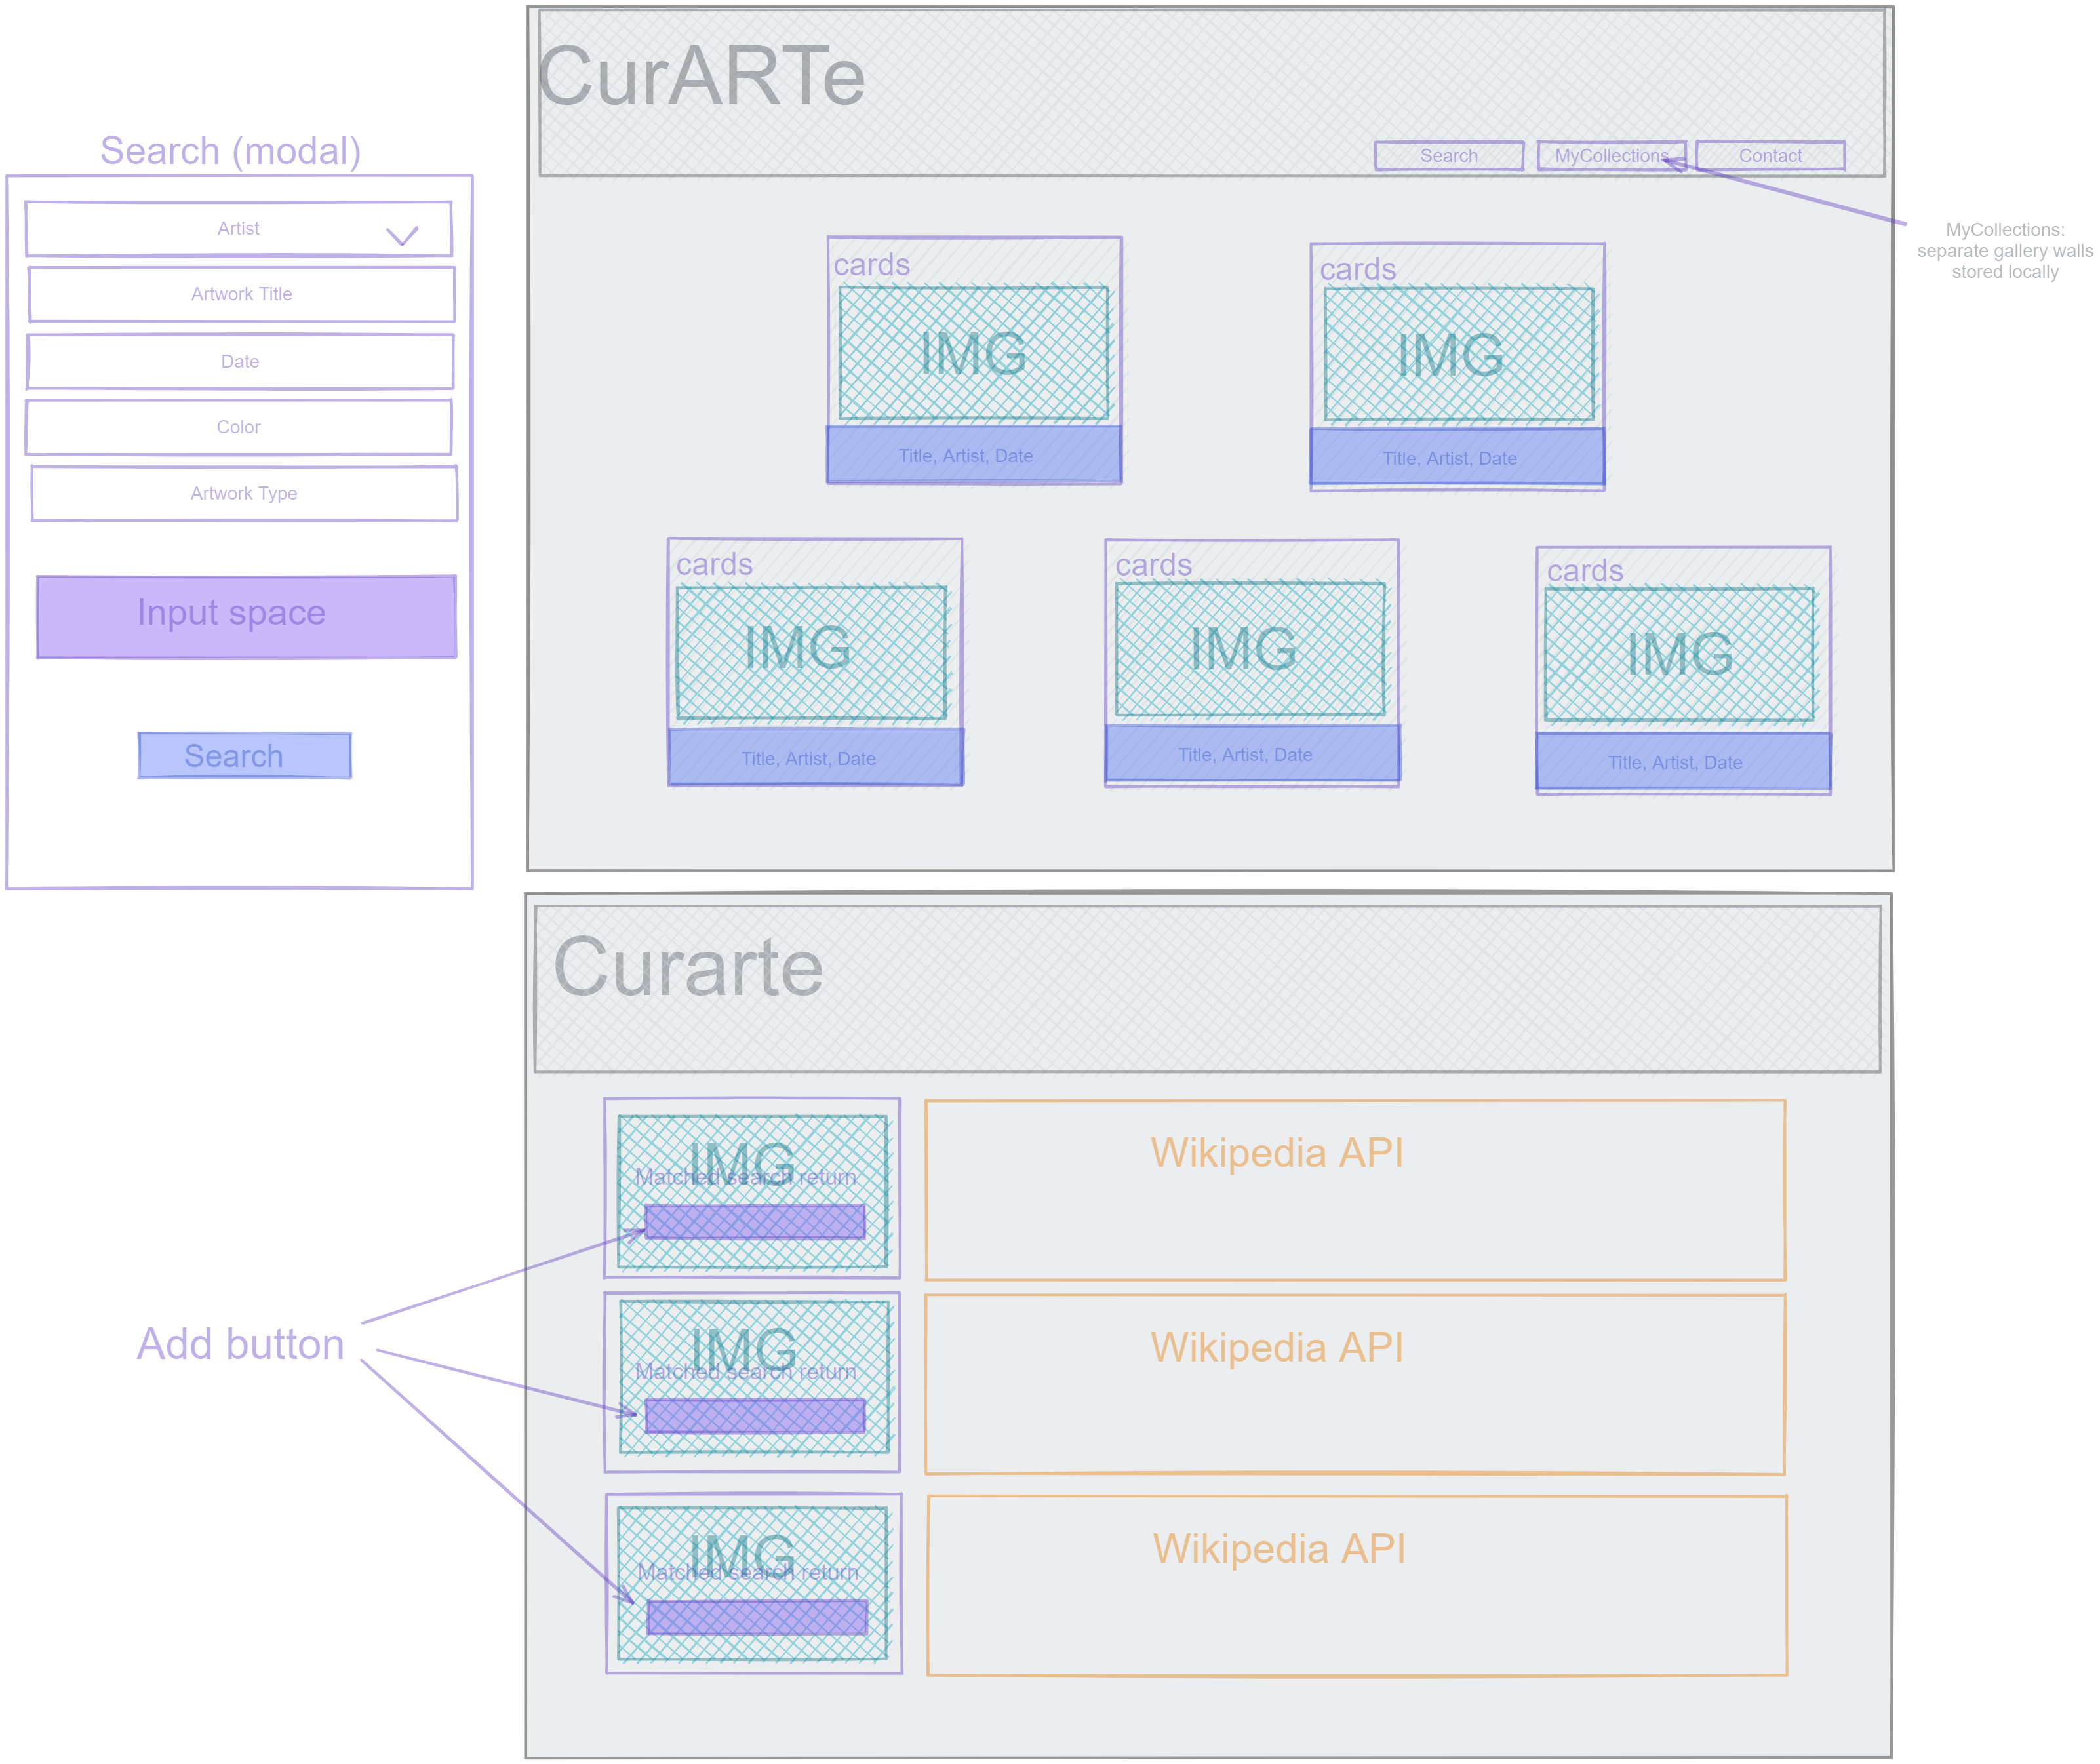 Search (modal)
Artist
Artwork Title
Date
Color
Artwork Type
Input space
Search
CurARTe
Search
MyCollections
Contact
MyCollections:
separate gallery walls
stored locally
cards
IMG
Title, Artist, Date
cards
IMG
Title, Artist, Date
cards
IMG
Title, Artist, Date
cards
IMG
Title, Artist, Date
cards
IMG
Title, Artist, Date
Curarte
IMG
Matched search return
Wikipedia API
Add button
IMG
Matched search return
Wikipedia API
IMG
Matched search return
Wikipedia API